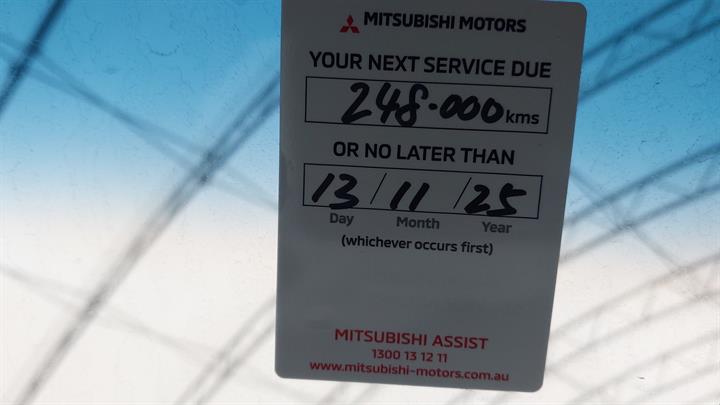 MITSUBISHI MOTORS
YOUR NEXT SERVICE DUE
248.000 kms
OR NO LATER THAN
13 / 11 / 25
Day Month Year
(whichever occurs first)
MITSUBISHI ASSIST
1300 13 12 11
www.mitsubishi-motors.com.au